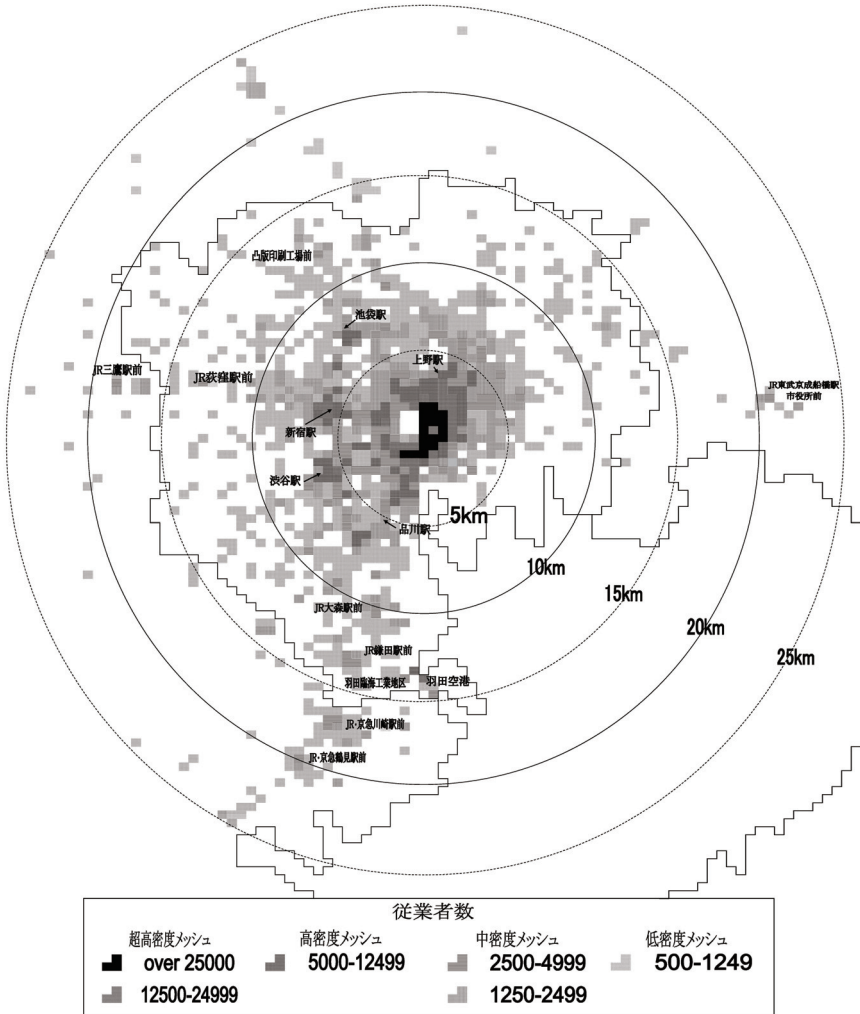 凸版印刷工場前
池袋駅
上野駅
JR三鷹駅前
JR荻窪駅前
JR東武京成船橋駅
市役所前
新宿駅
渋谷駅
5km
品川駅
10km
15km
JR大森駅前
20km
JR鎌田駅前
25km
羽田臨海工業地区
羽田空港
JR・京急川崎駅前
JR・京急鶴見駅前
従業者数
超高密度メッシュ
高密度メッシュ
中密度メッシュ
低密度メッシュ
over 25000
5000-12499
2500-4999
500-1249
12500-24999
1250-2499